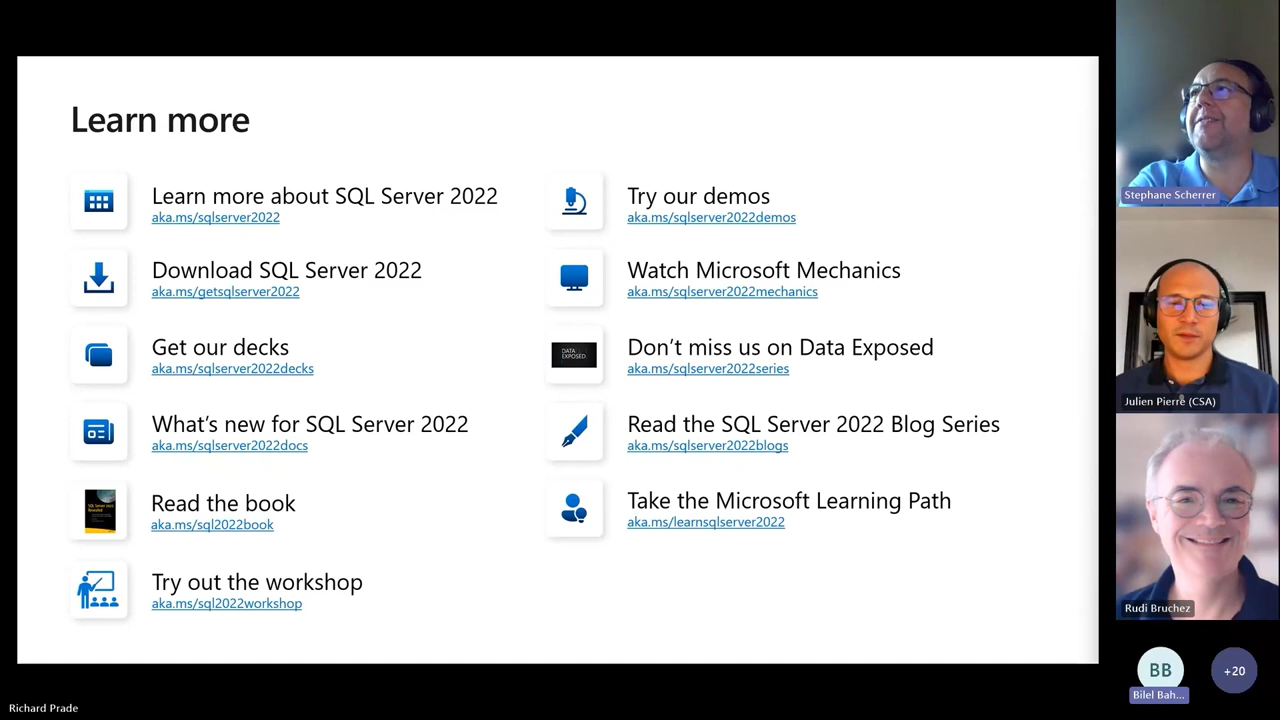 Learn more
Learn more about SQL Server 2022
aka.ms/sqlserver2022
Download SQL Server 2022
aka.ms/getsqlserver2022
Get our decks
aka.ms/sqlserver2022decks
What's new for SQL Server 2022
aka.ms/sqlserver2022docs
Read the book
aka.ms/sql2022book
Try out the workshop
aka.ms/sql2022workshop
Try our demos
aka.ms/sqlserver2022demos
Watch Microsoft Mechanics
aka.ms/sqlserver2022mechanics
DATA
EXPOSED
Don't miss us on Data Exposed
aka.ms/sqlserver2022series
Read the SQL Server 2022 Blog Series
aka.ms/sqlserver2022blogs
Take the Microsoft Learning Path
aka.ms/learnsqlserver2022
Stephane Scherrer
Julien Pierre (CSA)
Rudi Bruchez
BB
Bilel Bah...
+20
Richard Prade